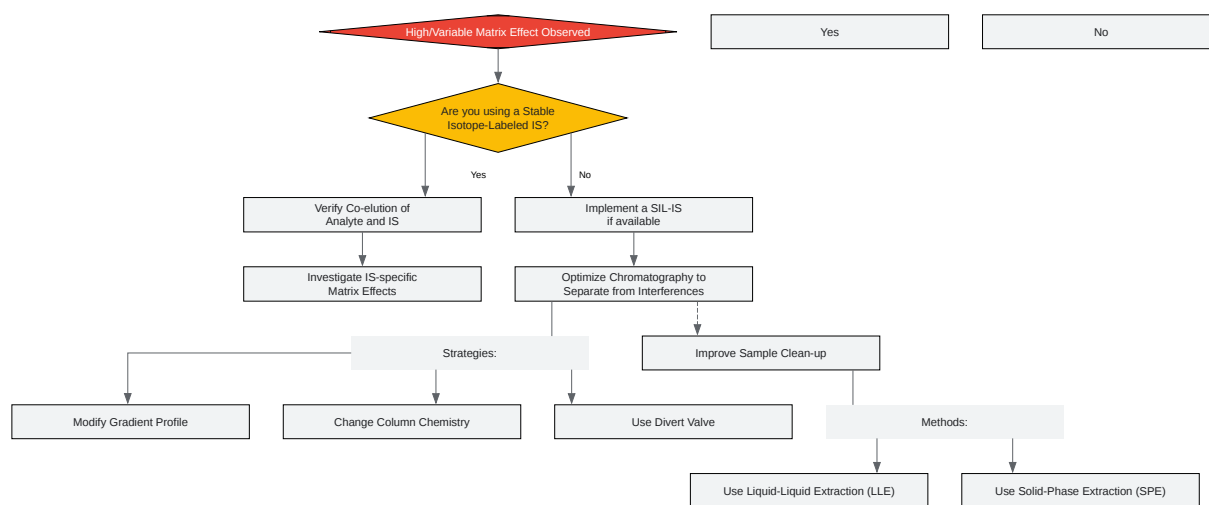 High/Variable Matrix Effect Observed
Yes
No
Are you using a Stable
Isotope-Labeled IS?
Yes
No
Verify Co-elution of
Analyte and IS
Implement a SIL-IS
if available
Investigate IS-specific
Matrix Effects
Optimize Chromatography to
Separate from Interferences
Strategies:
Improve Sample Clean-up
Modify Gradient Profile
Change Column Chemistry
Use Divert Valve
Methods:
Use Liquid-Liquid Extraction (LLE)
Use Solid-Phase Extraction (SPE)